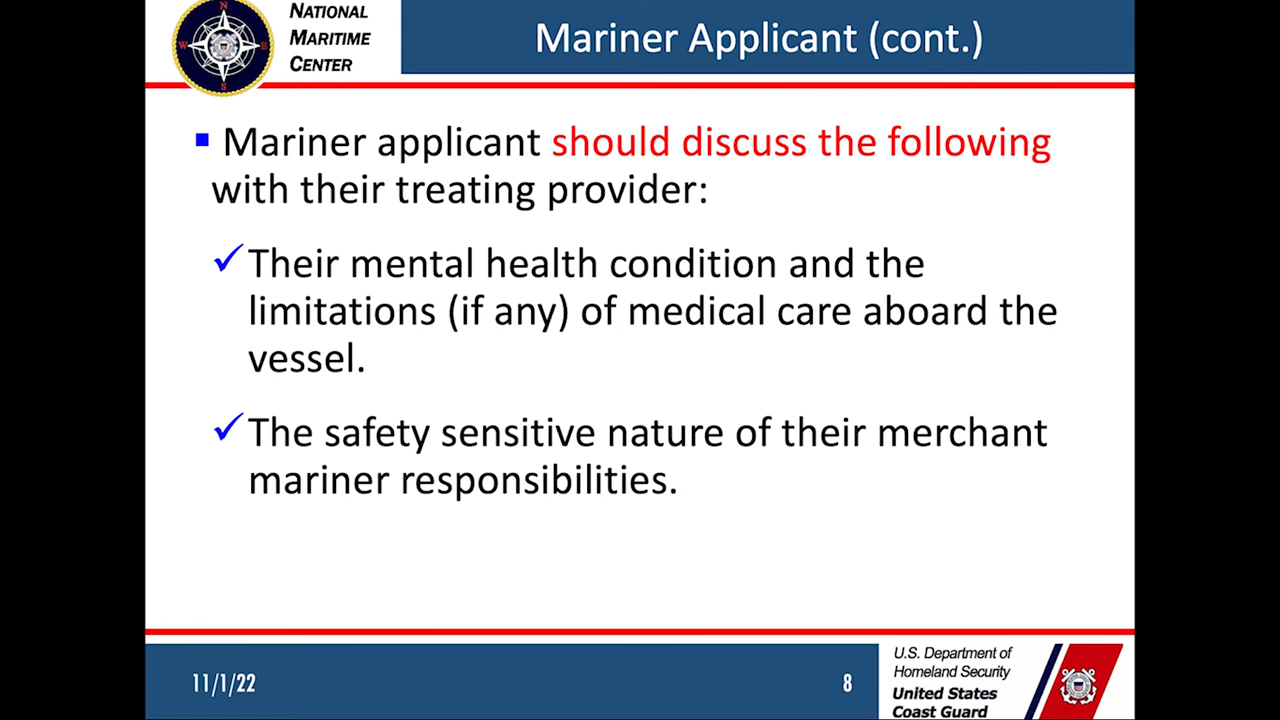 NATIONAL
MARITIME
CENTER
N
W
E
S
Mariner Applicant (cont.)
Mariner applicant should discuss the following
with their treating provider:
Their mental health condition and the
limitations (if any) of medical care aboard the
vessel.
The safety sensitive nature of their merchant
mariner responsibilities.
11/1/22
8
U.S. Department of
Homeland Security
United States
Coast Guard